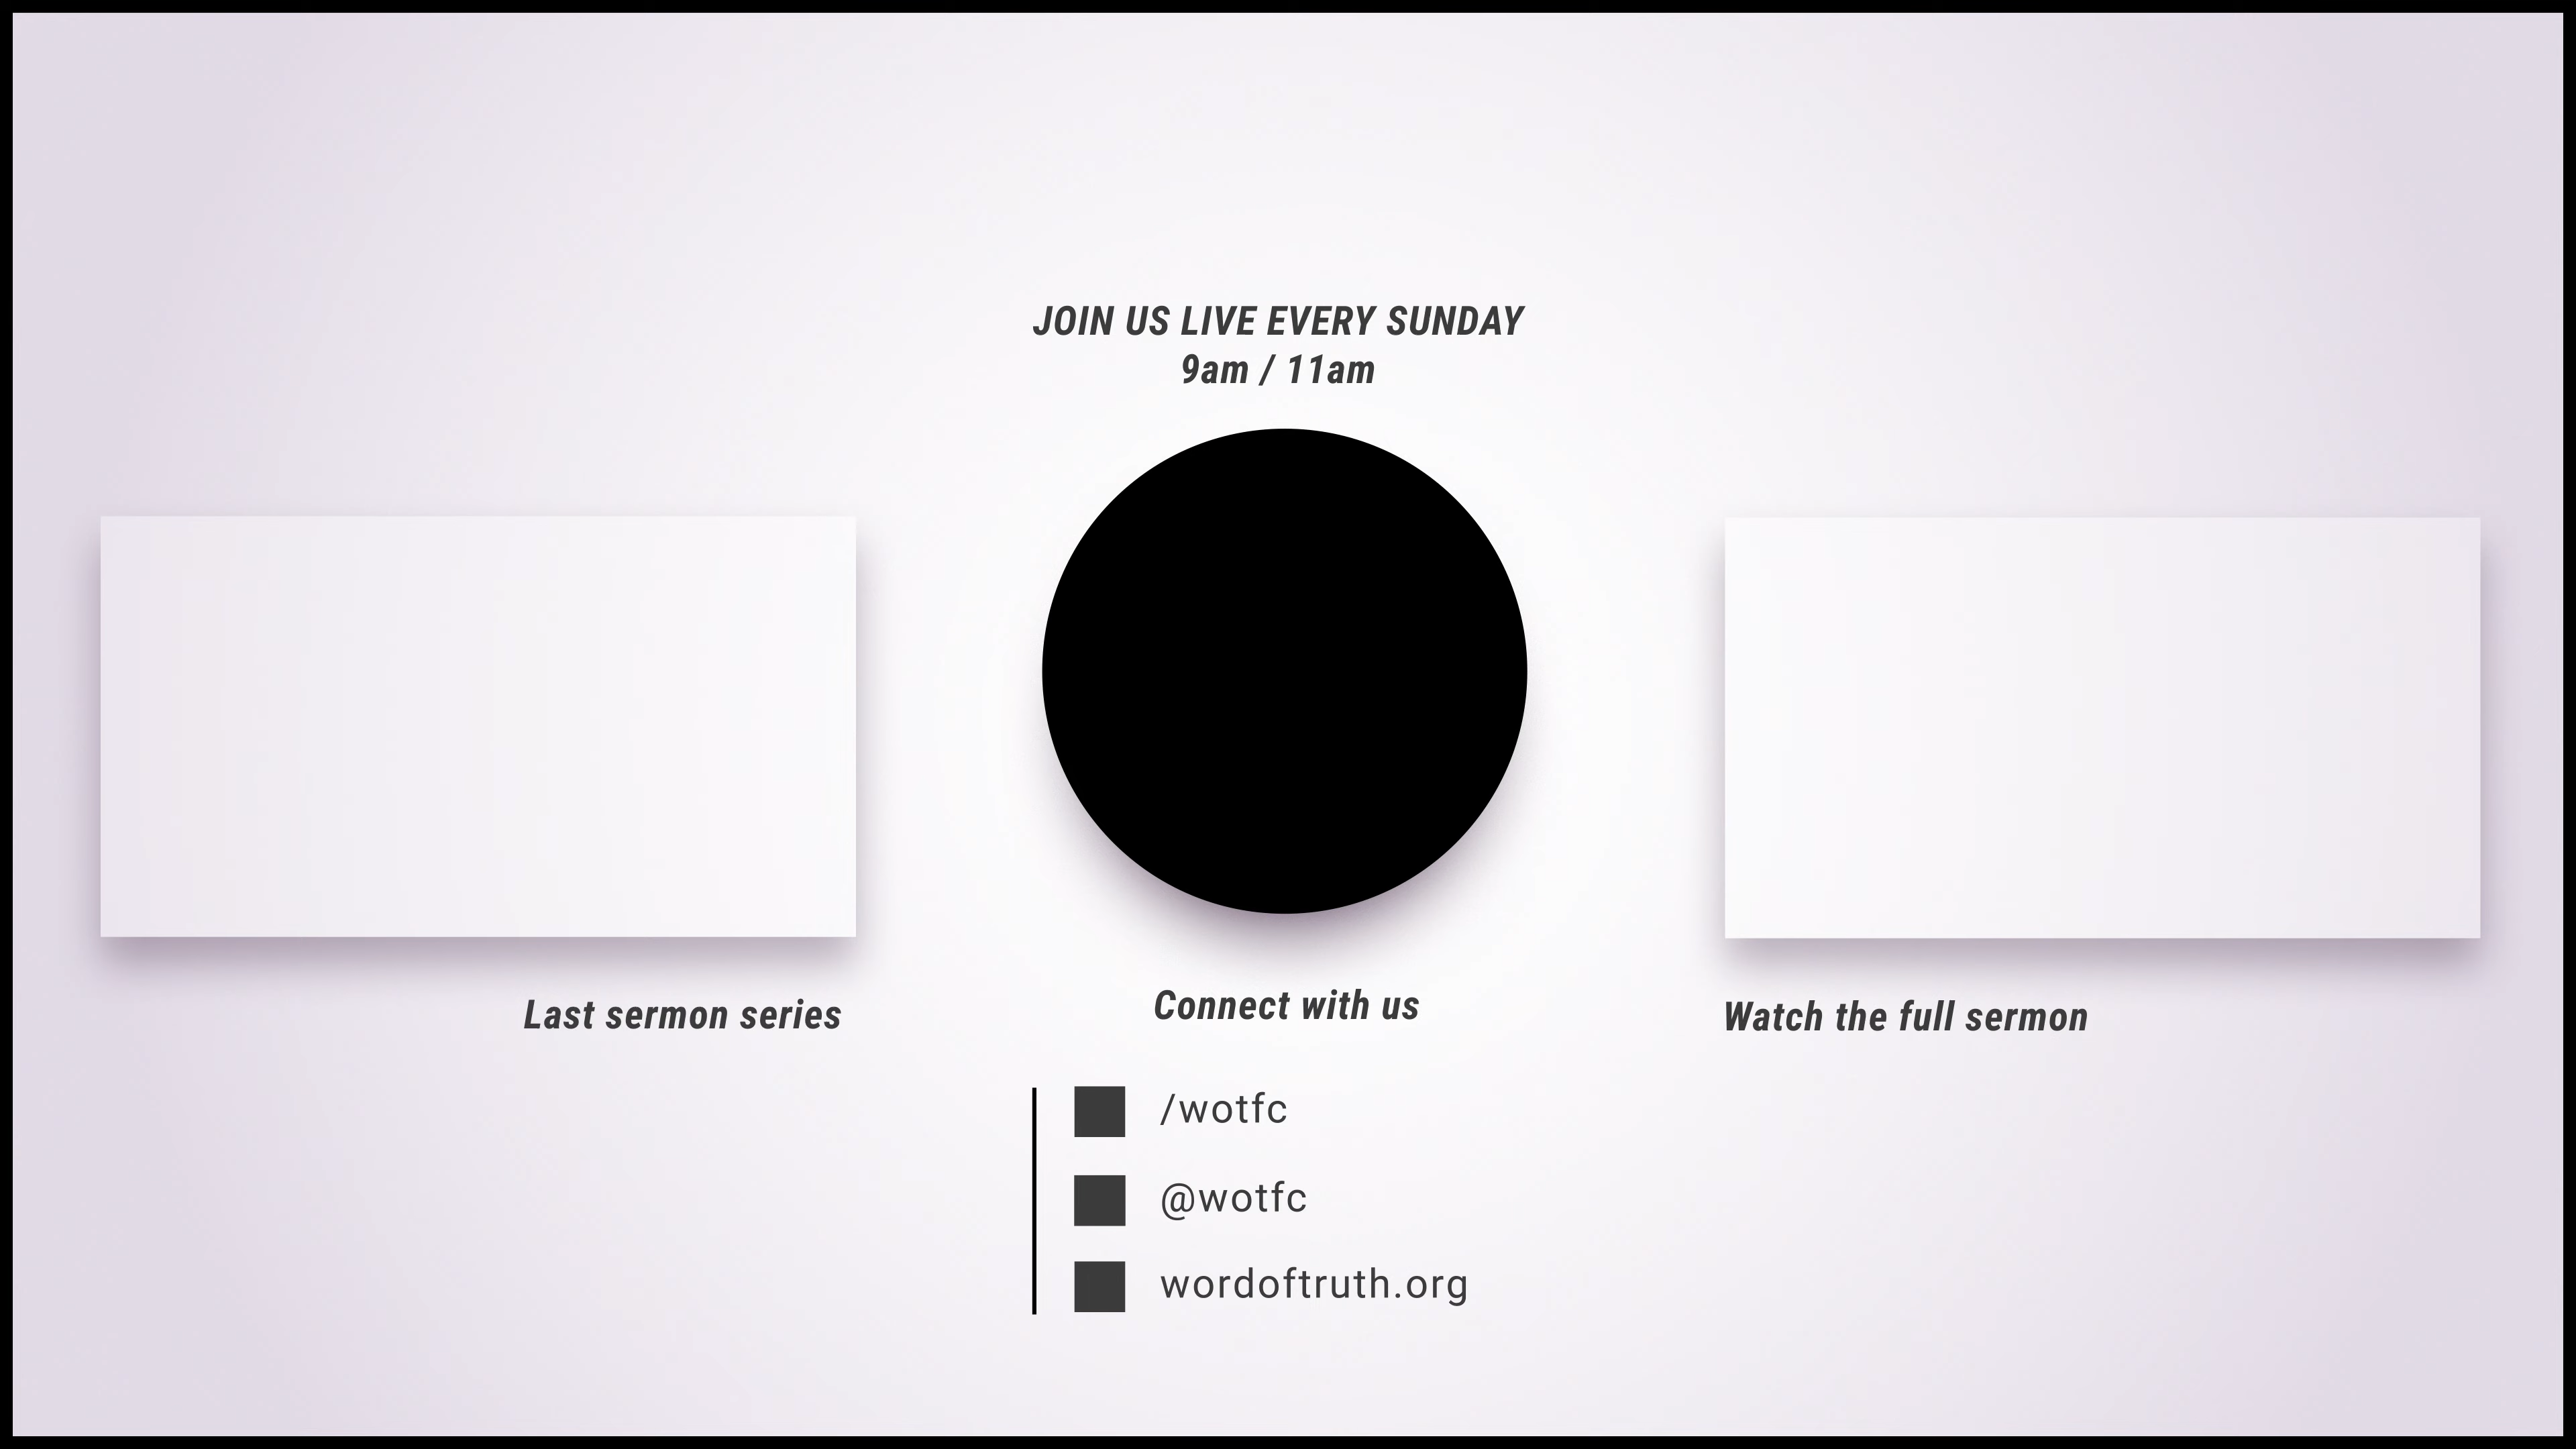 JOIN US LIVE EVERY SUNDAY
9am / 11am
Last sermon series
Connect with us
Watch the full sermon
/wotfc
@wotfc
wordoftruth.org